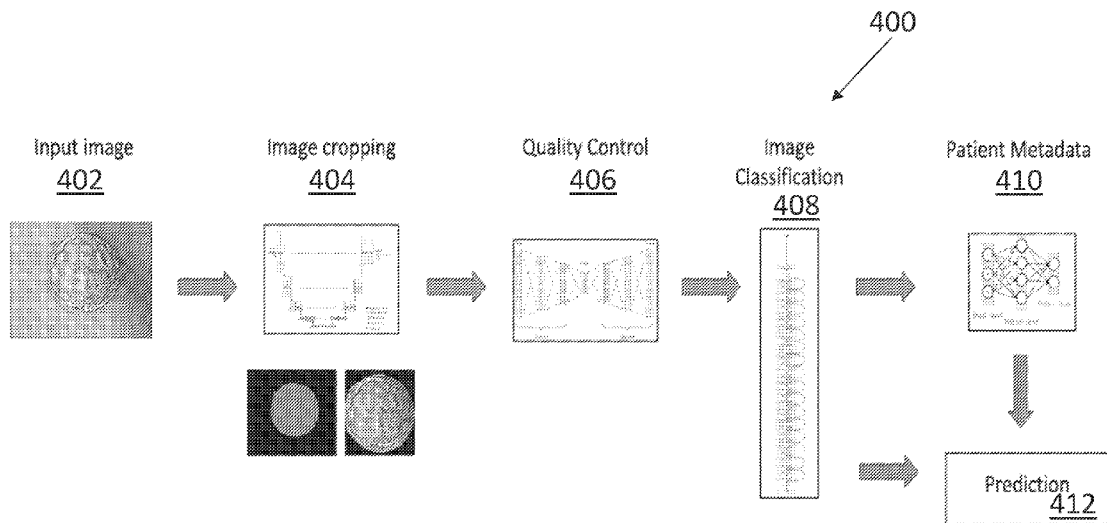 400
Input image
402
Image cropping
404
Quality Control
406
Image
Classification
408
Patient Metadata
410
Prediction
412